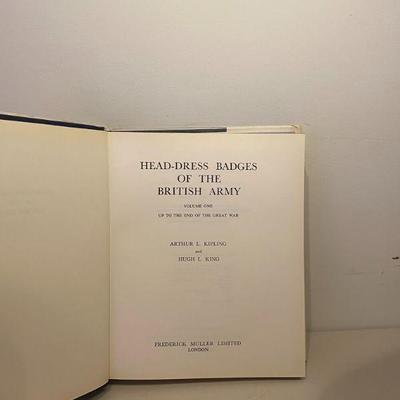 HEAD-DRESS BADGES
OF THE
BRITISH ARMY
VOLUME ONE
UP TO THE END OF THE GREAT WAR
ARTHUR L. KIPLING
and
HUGH L. KING
FREDERICK MULLER LIMITED
LONDON